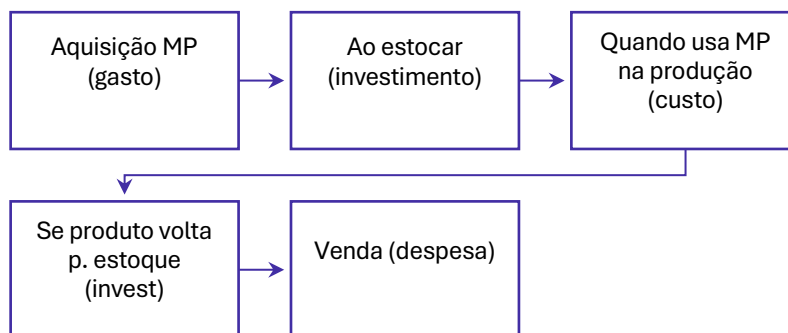 Aquisição MP
(gasto)
Ao estocar
(investimento)
Quando usa MP
na produção
(custo)
Se produto volta
p. estoque
(invest)
Venda (despesa)